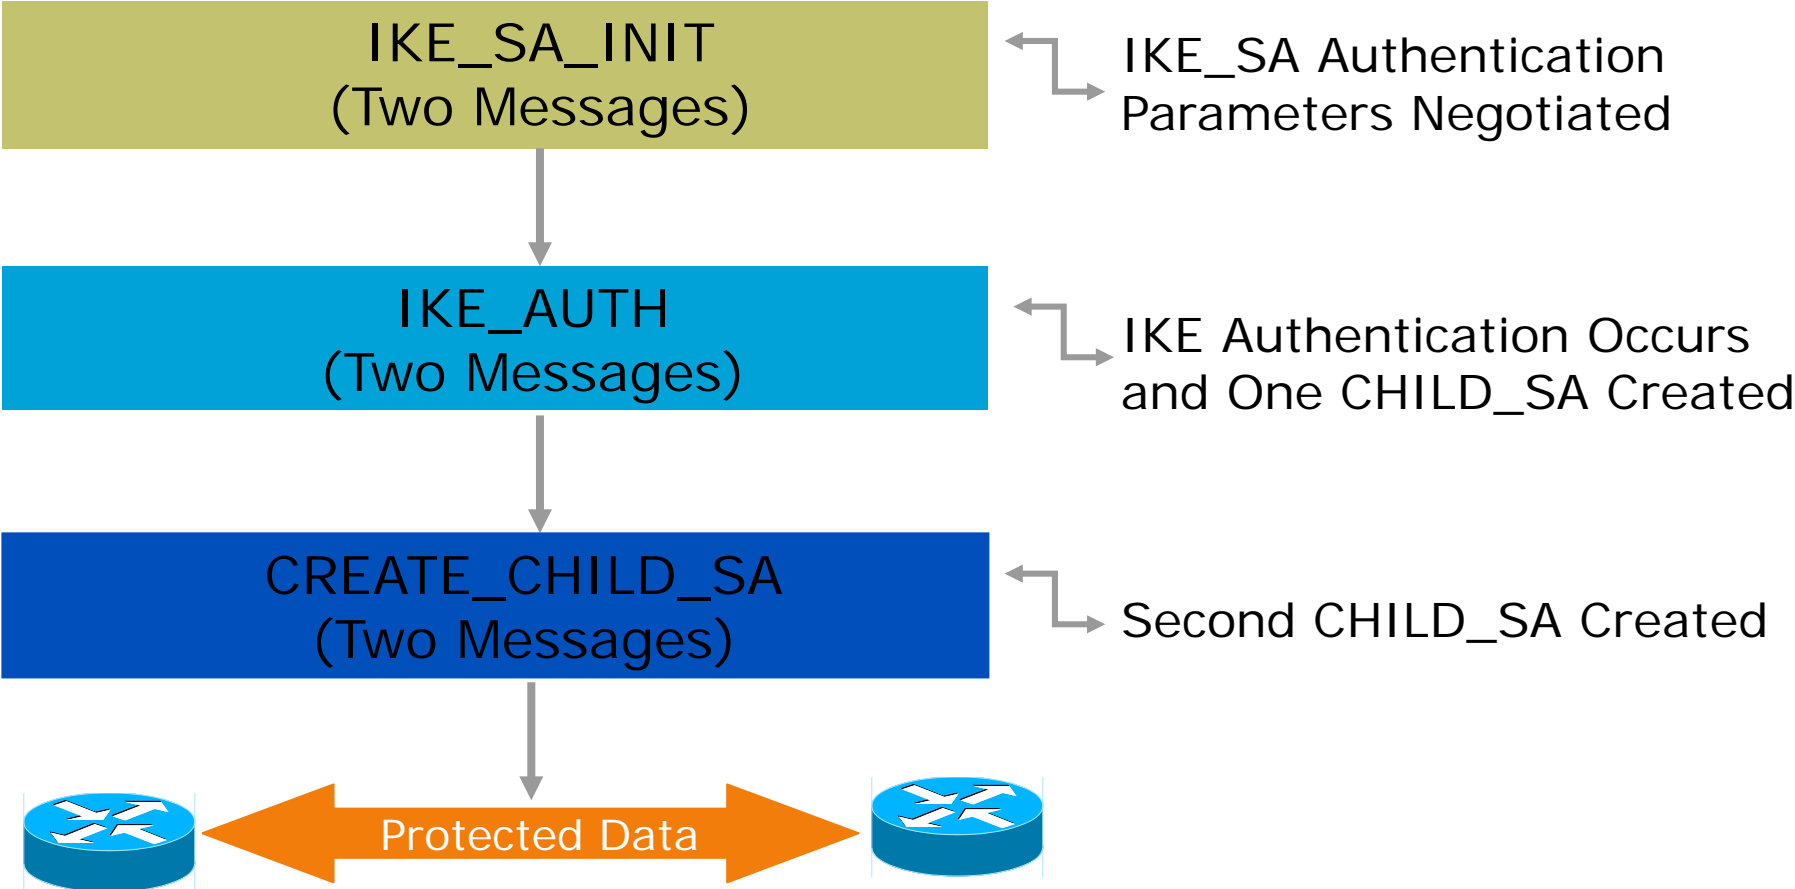 IKE_SA_INIT
(Two Messages)
IKE_SA Authentication
Parameters Negotiated
IKE_AUTH
(Two Messages)
IKE Authentication Occurs
and One CHILD_SA Created
CREATE_CHILD_SA
(Two Messages)
Second CHILD_SA Created
Protected Data